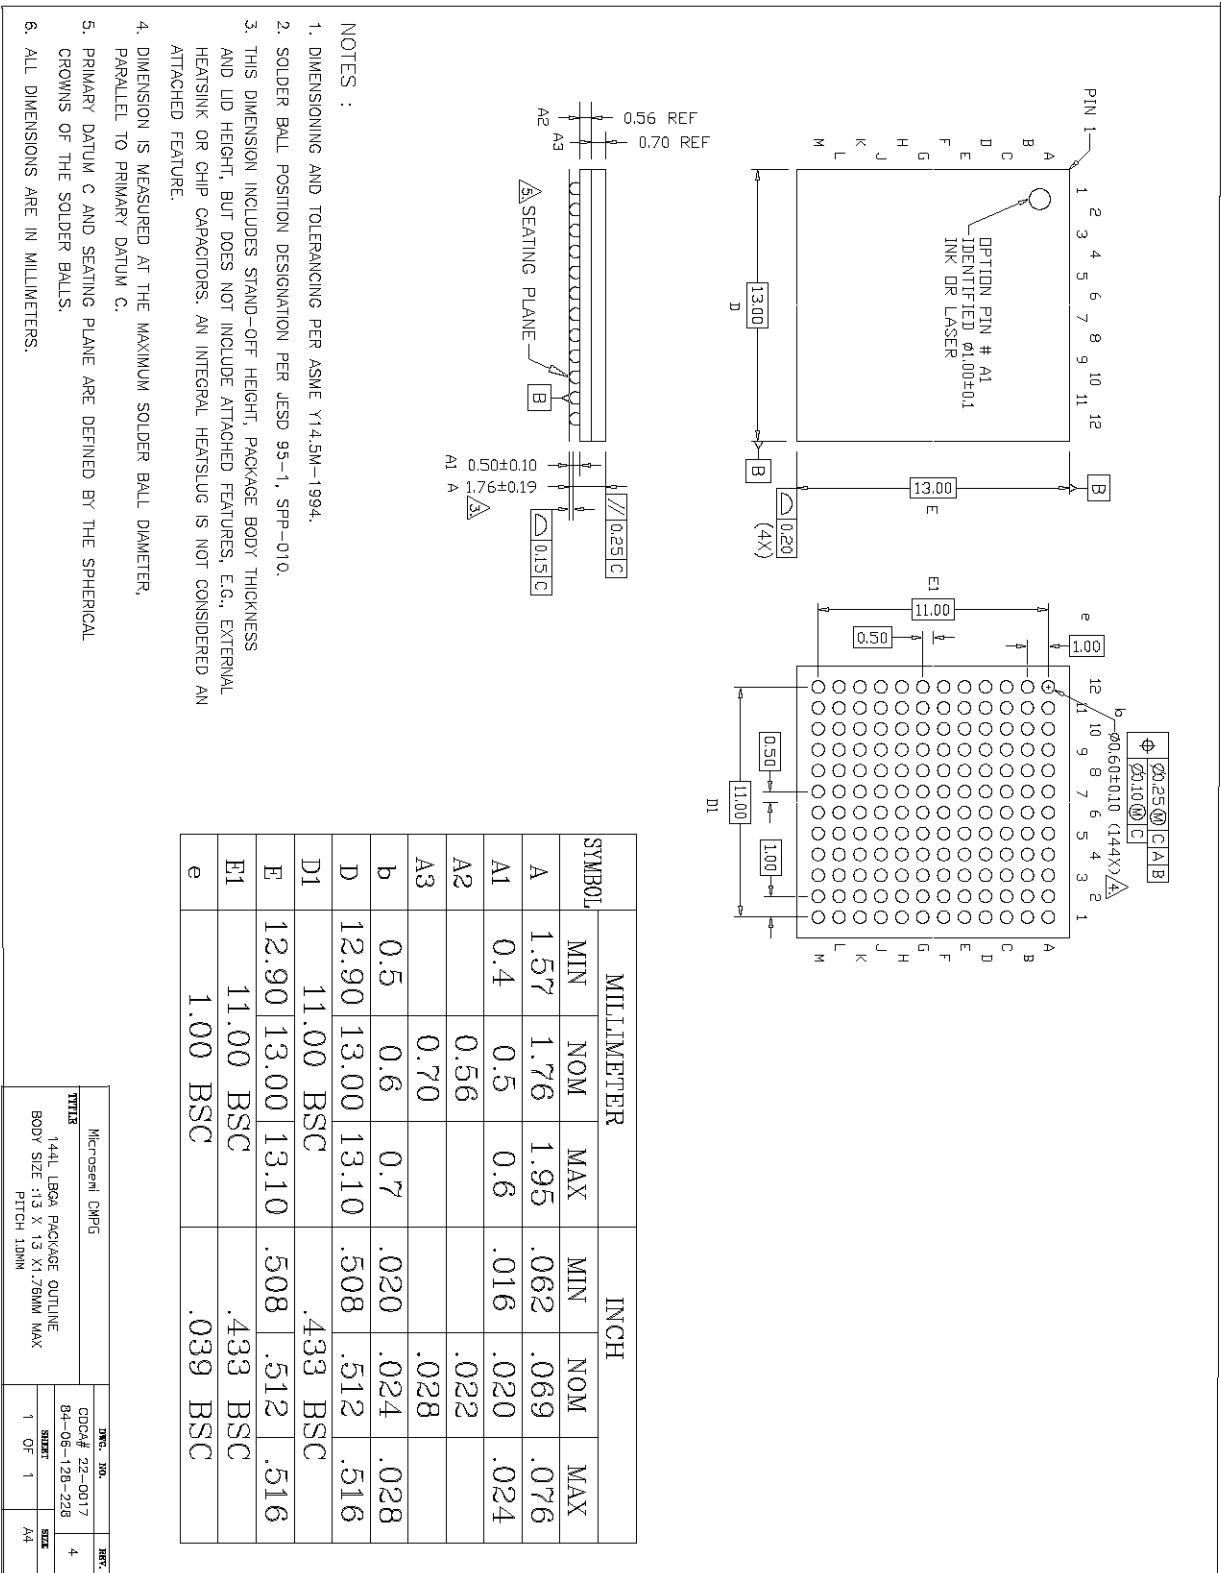 PIN 1
1 2 3 4 5 6 7 8 9 10 11 12
A
B
C
D
E
F
G
H
J
K
L
M
OPTION PIN # A1
IDENTIFIED Ø1.00±0.1
INK OR LASER
13.00
D
B
13.00
E
B
0.20
(4X)
E1
11.00
0.50
e
1.00
12 11 10 9 8 7 6 5 4 3 2 1
b
Ø0.60±0.10 (144X) 4.
Ø0.25 M C A B
Ø0.10 M C
A
B
C
D
E
F
G
H
J
K
L
M
0.50
11.00
D1
1.00
0.56 REF
A2
0.70 REF
A3
5. SEATING PLANE
B
A1 0.50±0.10
A 1.76±0.19
3.
// 0.25 C
0.15 C
NOTES :
1. DIMENSIONING AND TOLERANCING PER ASME Y14.5M-1994.
2. SOLDER BALL POSITION DESIGNATION PER JESD 95-1, SPP-010.
3. THIS DIMENSION INCLUDES STAND-OFF HEIGHT, PACKAGE BODY THICKNESS
AND LID HEIGHT, BUT DOES NOT INCLUDE ATTACHED FEATURES, E.G., EXTERNAL
HEATSINK OR CHIP CAPACITORS. AN INTEGRAL HEATSLUG IS NOT CONSIDERED AN
ATTACHED FEATURE.
4. DIMENSION IS MEASURED AT THE MAXIMUM SOLDER BALL DIAMETER,
PARALLEL TO PRIMARY DATUM C.
5. PRIMARY DATUM C AND SEATING PLANE ARE DEFINED BY THE SPHERICAL
CROWNS OF THE SOLDER BALLS.
6. ALL DIMENSIONS ARE IN MILLIMETERS.
SYMBOL MILLIMETER INCH
MIN NOM MAX MIN NOM MAX
A 1.57 1.76 1.95 .062 .069 .076
A1 0.4 0.5 0.6 .016 .020 .024
A2 0.56 .022
A3 0.70 .028
b 0.5 0.6 0.7 .020 .024 .028
D 12.90 13.00 13.10 .508 .512 .516
D1 11.00 BSC .433 BSC
E 12.90 13.00 13.10 .508 .512 .516
E1 11.00 BSC .433 BSC
e 1.00 BSC .039 BSC
Microsemi CMPG
TITLE
144L LBGA PACKAGE OUTLINE
BODY SIZE :13 X 13 X1.76MM MAX
PITCH 1.0MM
DWG. NO.
CDCA# 22-0017
84-06-128-228
REV.
4
SHEET
1 OF 1
SIZE
A4